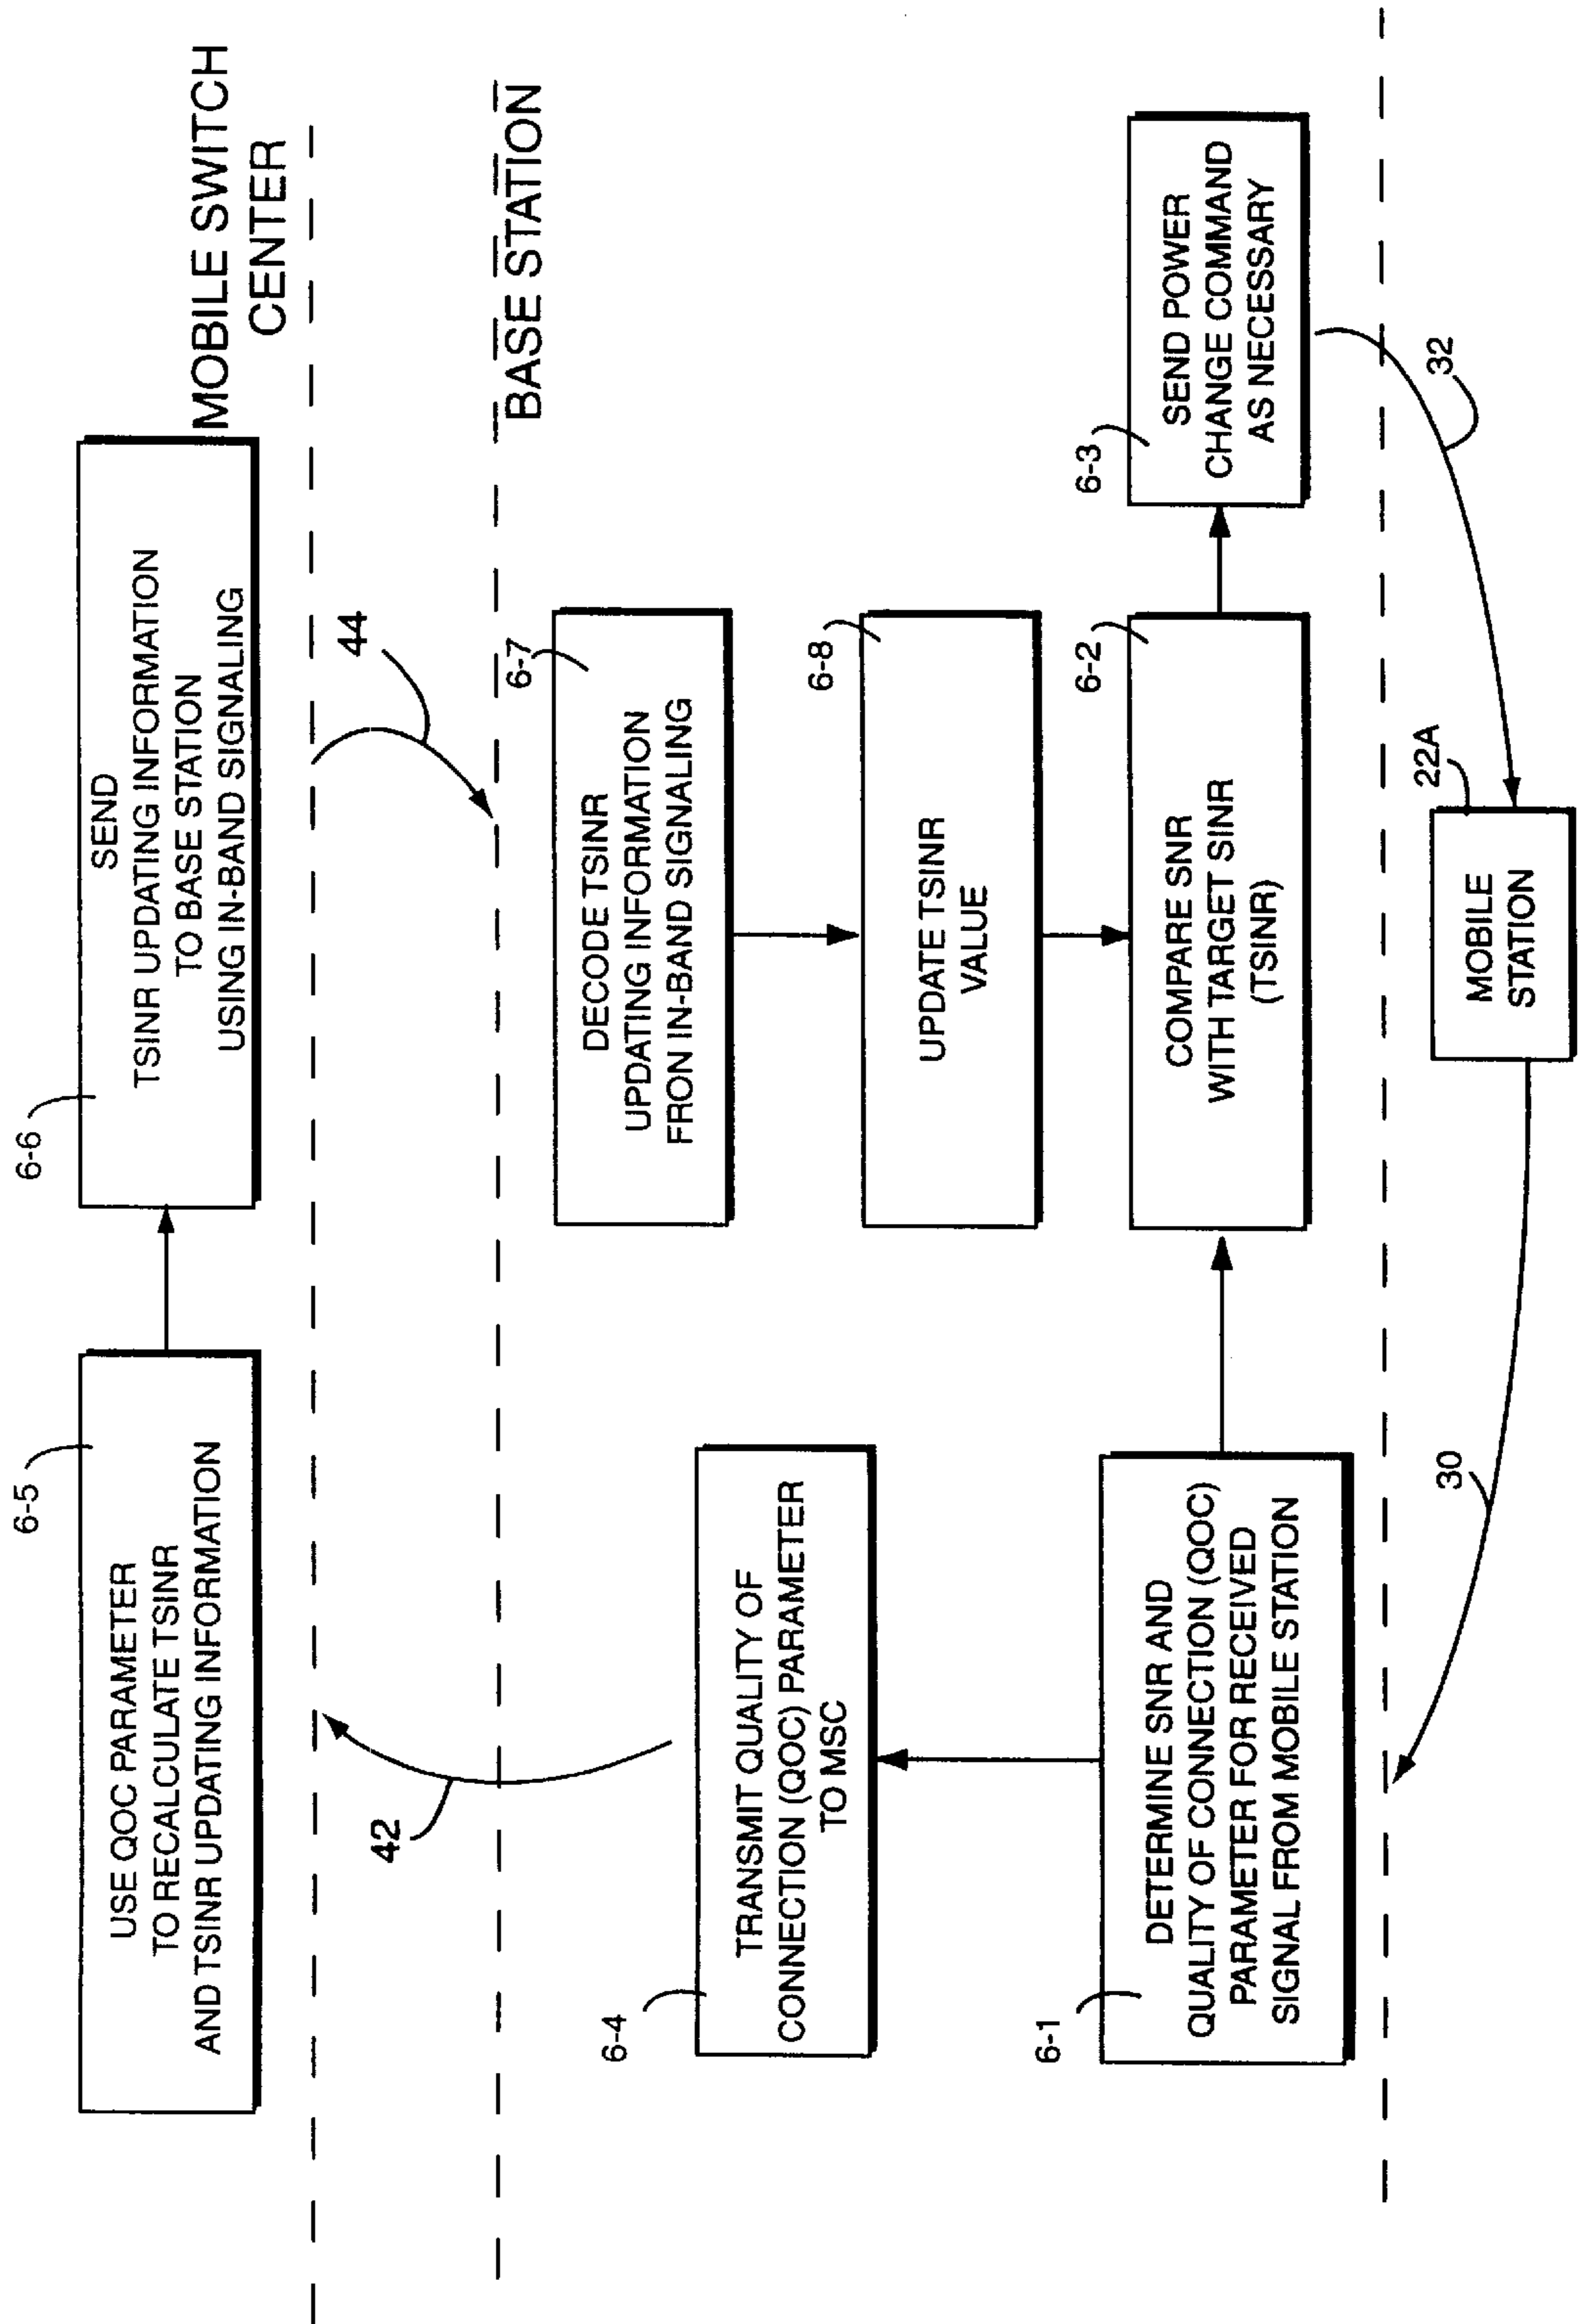 6-5
USE QOC PARAMETER
TO RECALCULATE TSINR
AND TSINR UPDATING INFORMATION
6-6
SEND
TSINR UPDATING INFORMATION
TO BASE STATION
USING IN-BAND SIGNALING
MOBILE SWITCH
CENTER
42
44
BASE STATION
6-4
TRANSMIT QUALITY OF
CONNECTION (QOC) PARAMETER
TO MSC
6-7
DECODE TSINR
UPDATING INFORMATION
FRON IN-BAND SIGNALING
6-8
UPDATE TSINR
VALUE
6-1
DETERMINE SNR AND
QUALITY OF CONNECTION (QOC)
PARAMETER FOR RECEIVED
SIGNAL FROM MOBILE STATION
6-2
COMPARE SNR
WITH TARGET SINR
(TSINR)
6-3
SEND POWER
CHANGE COMMAND
AS NECESSARY
30
22A
MOBILE
STATION
32